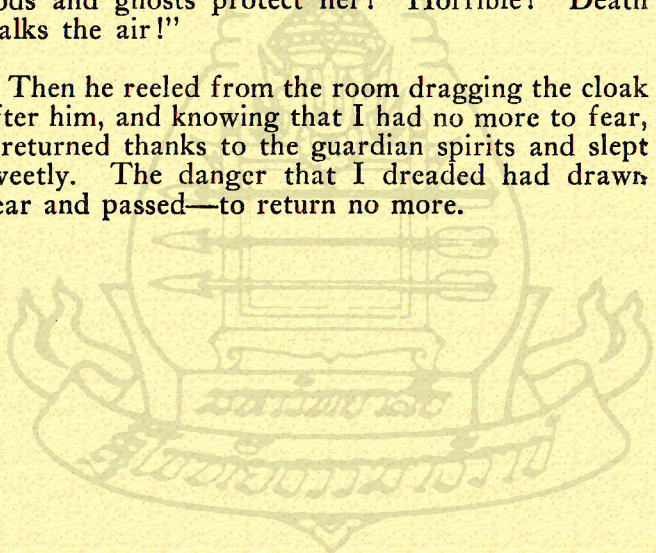 ods and ghosts protect her! Horrible! Death
alks the air!”
Then he reeled from the room dragging the cloak
fter him, and knowing that I had no more to fear,
returned thanks to the guardian spirits and slept
weetly. The danger that I dreaded had drawn
ear and passed—to return no more.